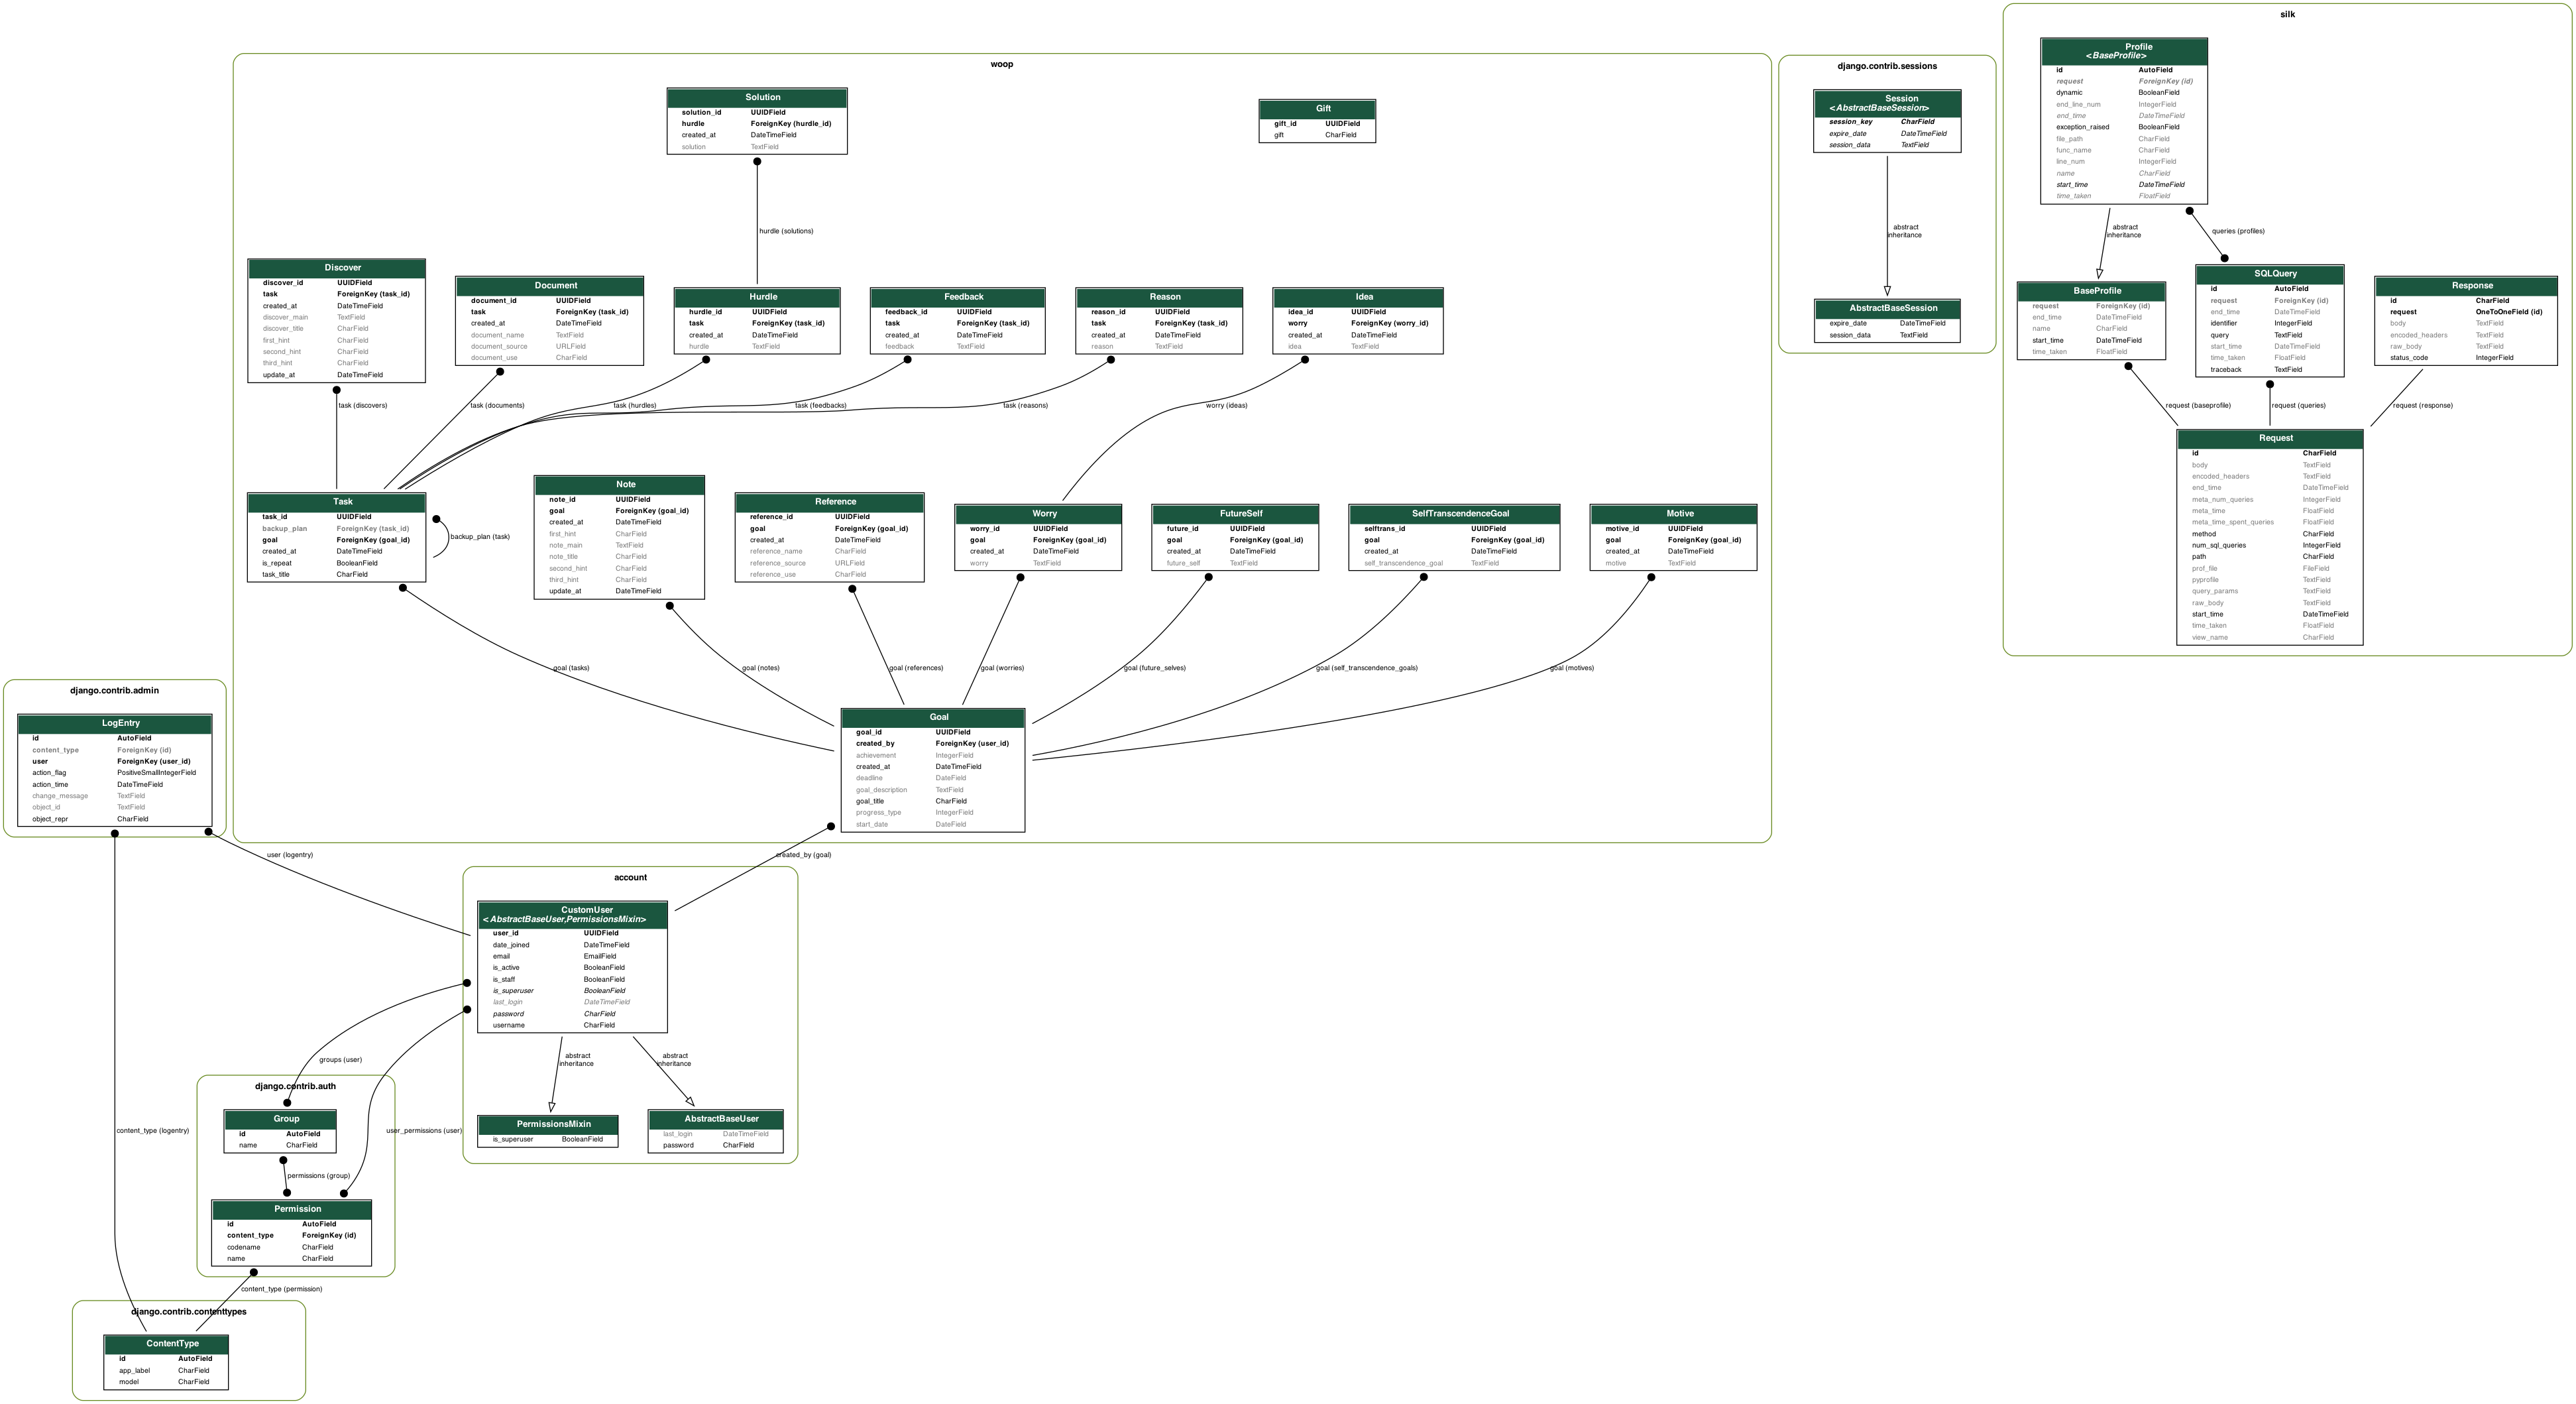 silk
Profile
<BaseProfile>
id AutoField
request ForeignKey (id)
dynamic BooleanField
end_line_num IntegerField
end_time DateTimeField
exception_raised BooleanField
file_path CharField
func_name CharField
line_num IntegerField
name CharField
start_time DateTimeField
time_taken FloatField
abstract
inheritance
queries (profiles)
BaseProfile
request ForeignKey (id)
end_time DateTimeField
name CharField
start_time DateTimeField
time_taken FloatField
SQLQuery
id AutoField
request ForeignKey (id)
end_time DateTimeField
identifier IntegerField
query TextField
start_time DateTimeField
time_taken FloatField
traceback TextField
Response
id CharField
request OneToOneField (id)
body TextField
encoded_headers TextField
raw_body TextField
status_code IntegerField
request (baseprofile)
request (queries)
request (response)
Request
id CharField
body TextField
encoded_headers TextField
end_time DateTimeField
meta_num_queries IntegerField
meta_time FloatField
meta_time_spent_queries FloatField
method CharField
num_sql_queries IntegerField
path CharField
prof_file FileField
pyprofile TextField
query_params TextField
raw_body TextField
start_time DateTimeField
time_taken FloatField
view_name CharField
django.contrib.sessions
Session
<AbstractBaseSession>
session_key CharField
expire_date DateTimeField
session_data TextField
abstract
inheritance
AbstractBaseSession
expire_date DateTimeField
session_data TextField
woop
Solution
solution_id UUIDField
hurdle ForeignKey (hurdle_id)
created_at DateTimeField
solution TextField
Gift
gift_id UUIDField
gift CharField
hurdle (solutions)
Discover
discover_id UUIDField
task ForeignKey (task_id)
created_at DateTimeField
discover_main TextField
discover_title CharField
first_hint CharField
second_hint CharField
third_hint CharField
update_at DateTimeField
Document
document_id UUIDField
task ForeignKey (task_id)
created_at DateTimeField
document_name TextField
document_source URLField
document_use CharField
Hurdle
hurdle_id UUIDField
task ForeignKey (task_id)
created_at DateTimeField
hurdle TextField
Feedback
feedback_id UUIDField
task ForeignKey (task_id)
created_at DateTimeField
feedback TextField
Reason
reason_id UUIDField
task ForeignKey (task_id)
created_at DateTimeField
reason TextField
Idea
idea_id UUIDField
worry ForeignKey (worry_id)
created_at DateTimeField
idea TextField
task (discovers)
task (documents)
task (hurdles)
task (feedbacks)
task (reasons)
worry (ideas)
Task
task_id UUIDField
backup_plan ForeignKey (task_id)
goal ForeignKey (goal_id)
created_at DateTimeField
is_repeat BooleanField
task_title CharField
backup_plan (task)
Note
note_id UUIDField
goal ForeignKey (goal_id)
created_at DateTimeField
first_hint CharField
note_main TextField
note_title CharField
second_hint CharField
third_hint CharField
update_at DateTimeField
Reference
reference_id UUIDField
goal ForeignKey (goal_id)
created_at DateTimeField
reference_name CharField
reference_source URLField
reference_use CharField
Worry
worry_id UUIDField
goal ForeignKey (goal_id)
created_at DateTimeField
worry TextField
FutureSelf
future_id UUIDField
goal ForeignKey (goal_id)
created_at DateTimeField
future_self TextField
SelfTranscendenceGoal
selftrans_id UUIDField
goal ForeignKey (goal_id)
created_at DateTimeField
self_transcendence_goal TextField
Motive
motive_id UUIDField
goal ForeignKey (goal_id)
created_at DateTimeField
motive TextField
goal (tasks)
goal (notes)
goal (references)
goal (worries)
goal (future_selves)
goal (self_transcendence_goals)
goal (motives)
Goal
goal_id UUIDField
created_by ForeignKey (user_id)
achievement IntegerField
created_at DateTimeField
deadline DateField
goal_description TextField
goal_title CharField
progress_type IntegerField
start_date DateField
django.contrib.admin
LogEntry
id AutoField
content_type ForeignKey (id)
user ForeignKey (user_id)
action_flag PositiveSmallIntegerField
action_time DateTimeField
change_message TextField
object_id TextField
object_repr CharField
user (logentry)
created_by (goal)
account
CustomUser
<AbstractBaseUser,PermissionsMixin>
user_id UUIDField
date_joined DateTimeField
email EmailField
is_active BooleanField
is_staff BooleanField
is_superuser BooleanField
last_login DateTimeField
password CharField
username CharField
abstract
inheritance
abstract
inheritance
PermissionsMixin
is_superuser BooleanField
AbstractBaseUser
last_login DateTimeField
password CharField
groups (user)
django.contrib.auth
Group
id AutoField
name CharField
content_type (logentry)
user_permissions (user)
permissions (group)
Permission
id AutoField
content_type ForeignKey (id)
codename CharField
name CharField
content_type (permission)
django.contrib.contenttypes
ContentType
id AutoField
app_label CharField
model CharField